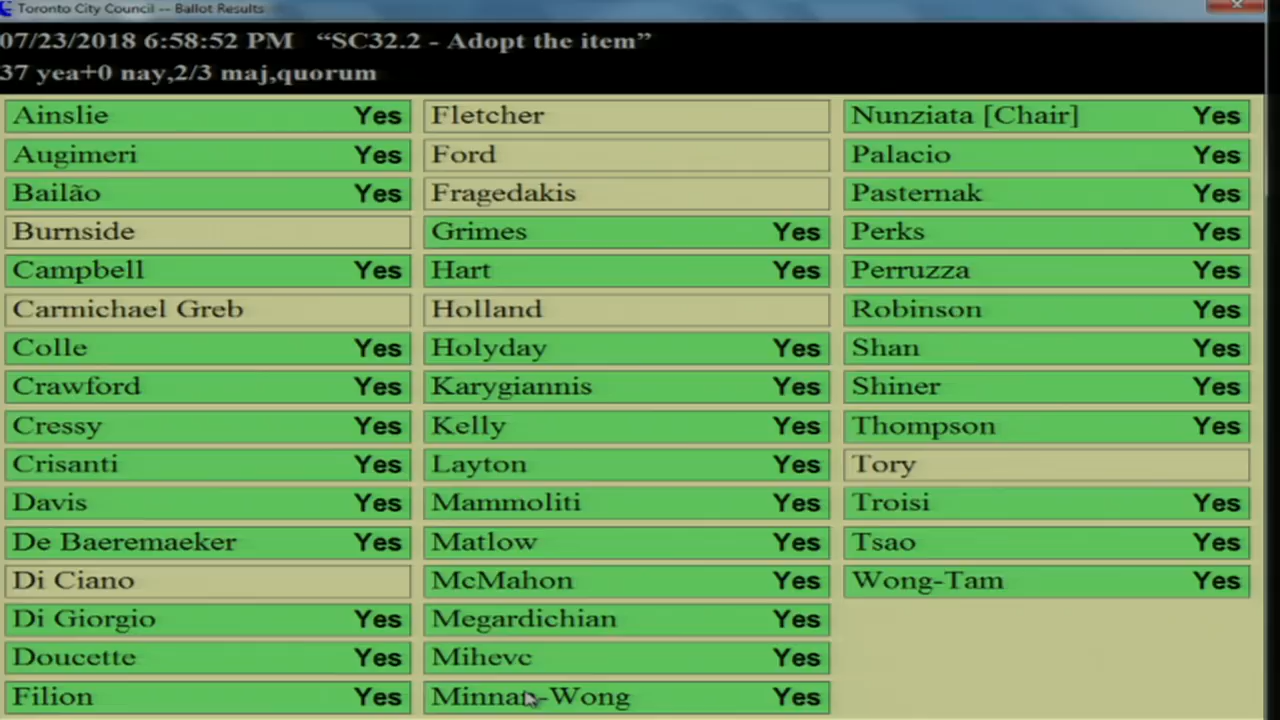 Toronto City Council -- Ballot Results
07/23/2018 6:58:52 PM “SC32.2 - Adopt the item”
37 yea+0 nay,2/3 maj,quorum
Ainslie Yes
Augimeri Yes
Bailão Yes
Burnside
Campbell Yes
Carmichael Greb
Colle Yes
Crawford Yes
Cressy Yes
Crisanti Yes
Davis Yes
De Baeremaeker Yes
Di Ciano
Di Giorgio Yes
Doucette Yes
Filion Yes
Fletcher
Ford
Fragedakis
Grimes Yes
Hart Yes
Holland
Holyday Yes
Karygiannis Yes
Kelly Yes
Layton Yes
Mammoliti Yes
Matlow Yes
McMahon Yes
Megardichian Yes
Mihevc Yes
Minnan-Wong Yes
Nunziata [Chair] Yes
Palacio Yes
Pasternak Yes
Perks Yes
Perruzza Yes
Robinson Yes
Shan Yes
Shiner Yes
Thompson Yes
Tory
Troisi Yes
Tsao Yes
Wong-Tam Yes